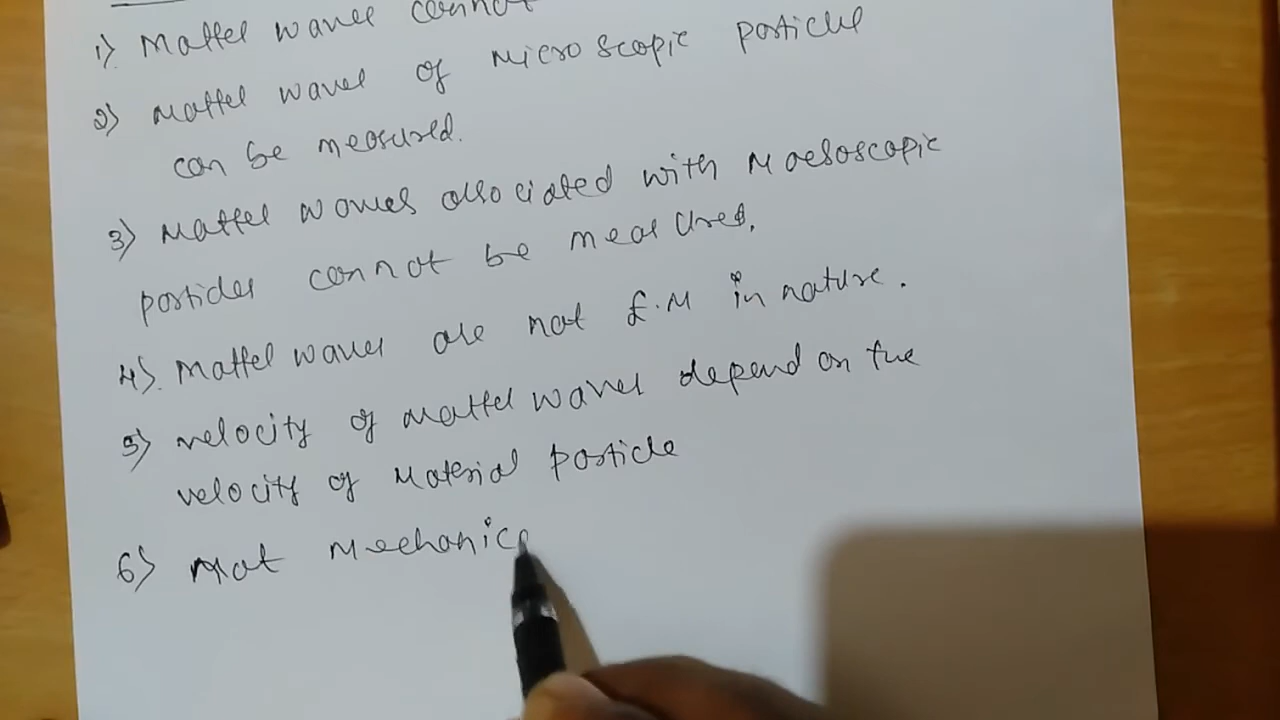 1) Matter waves cannot
2) Matter waves of Microscopic particle
can be measured.
3) Matter waves associated with Macroscopic
particles cannot be measured.
4) Matter waves are not E.M in nature.
5) velocity of matter waves depend on the
velocity of Material particle
6) Not Mechanica